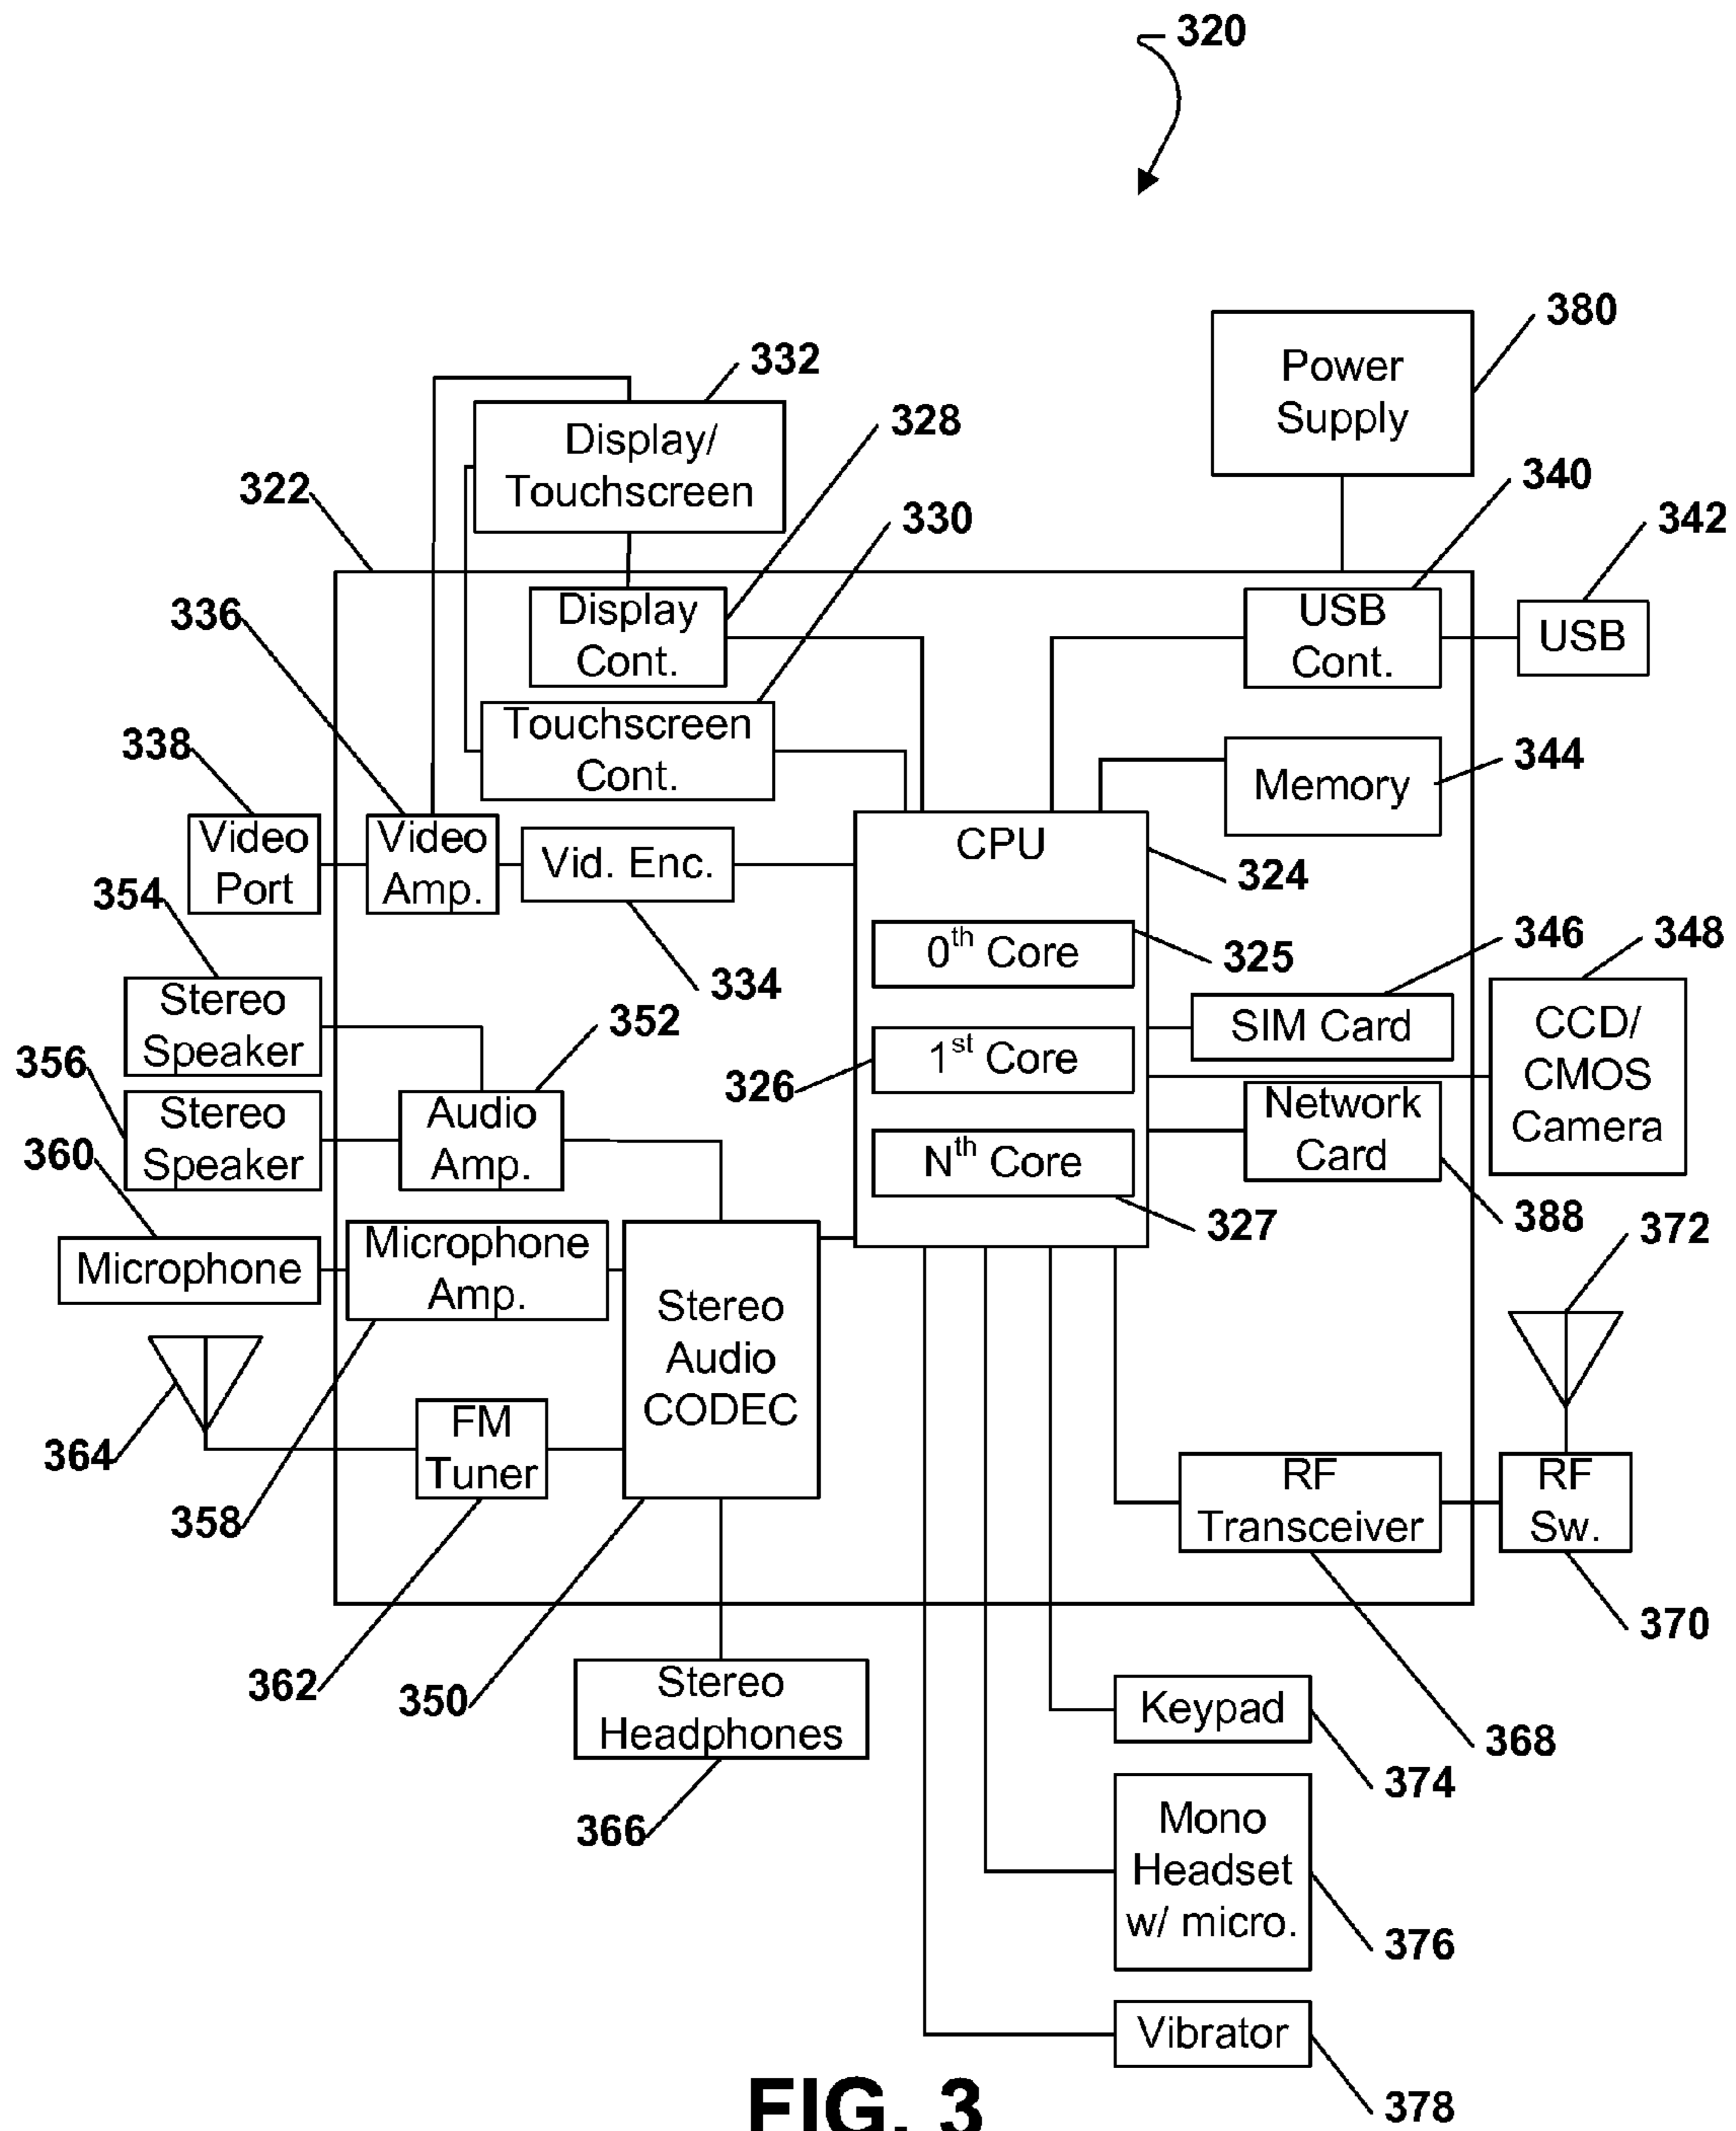 320
380
Power
Supply
332
Display/
Touchscreen
328
340
322
330
342
336
Display
Cont.
USB
Cont.
USB
338
Touchscreen
Cont.
344
Memory
Video
Port
Video
Amp.
Vid. Enc.
CPU
324
354
0th Core
325
346
348
334
Stereo
Speaker
352
SIM Card
CCD/
CMOS
Camera
356
1st Core
326
Stereo
Speaker
Audio
Amp.
Network
Card
360
Nth Core
327
388
372
Microphone
Microphone
Amp.
Stereo
Audio
CODEC
364
FM
Tuner
RF
Transceiver
RF
Sw.
358
370
362
350
Stereo
Headphones
Keypad
368
374
366
Mono
Headset
w/ micro.
376
Vibrator
378
FIG. 3